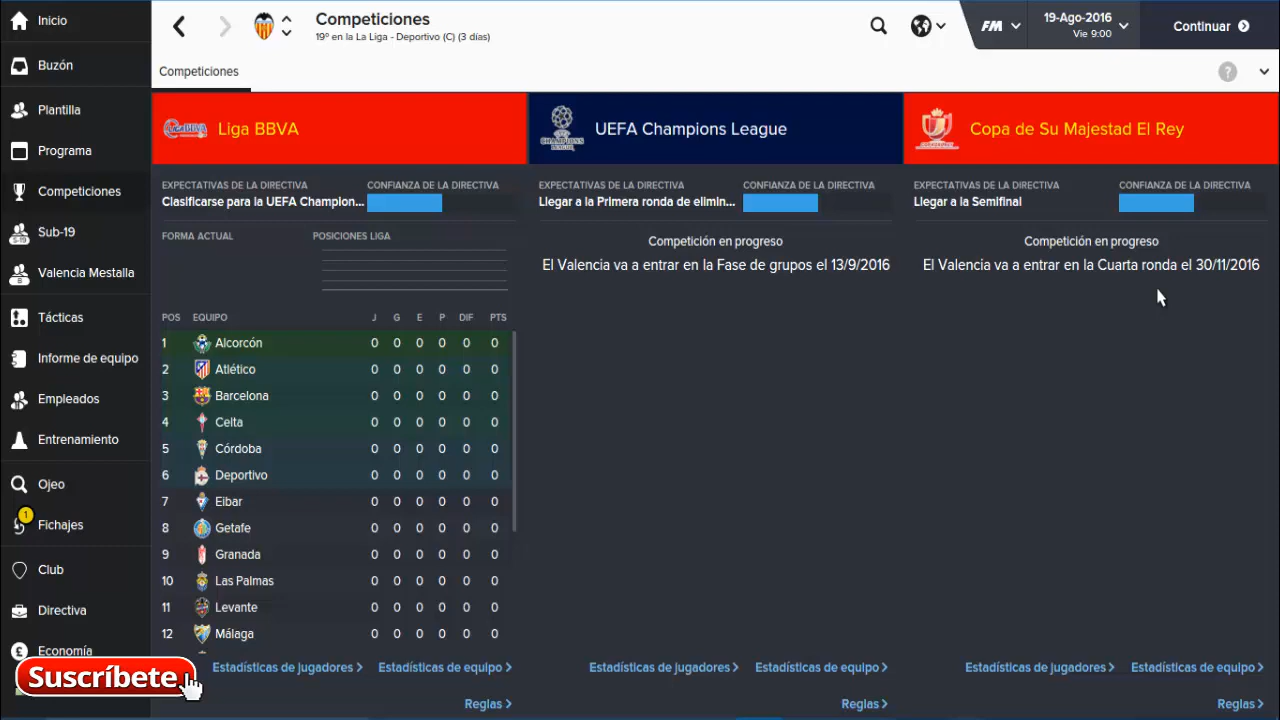 Inicio
Buzón
Plantilla
Programa
Competiciones
S-19
Sub-19
B
Valencia Mestalla
Tácticas
Informe de equipo
Empleados
Entrenamiento
Ojeo
1
Fichajes
Club
Directiva
Economía
Suscríbete
Competiciones
19º en la La Liga - Deportivo (C) (3 días)
FM
19-Ago-2016
Vie 9:00
Continuar
Competiciones
?
Liga BBVA
EXPECTATIVAS DE LA DIRECTIVA CONFIANZA DE LA DIRECTIVA
Clasificarse para la UEFA Champion...
FORMA ACTUAL POSICIONES LIGA
POS EQUIPO J G E P DIF PTS
1 Alcorcón 0 0 0 0 0 0
2 Atlético 0 0 0 0 0 0
3 Barcelona 0 0 0 0 0 0
4 Celta 0 0 0 0 0 0
5 Córdoba 0 0 0 0 0 0
6 Deportivo 0 0 0 0 0 0
7 Eibar 0 0 0 0 0 0
8 Getafe 0 0 0 0 0 0
9 Granada 0 0 0 0 0 0
10 Las Palmas 0 0 0 0 0 0
11 Levante 0 0 0 0 0 0
12 Málaga 0 0 0 0 0 0
Estadísticas de jugadores Estadísticas de equipo
Reglas
UEFA Champions League
EXPECTATIVAS DE LA DIRECTIVA CONFIANZA DE LA DIRECTIVA
Llegar a la Primera ronda de elimin...
Competición en progreso
El Valencia va a entrar en la Fase de grupos el 13/9/2016
Estadísticas de jugadores Estadísticas de equipo
Reglas
Copa de Su Majestad El Rey
EXPECTATIVAS DE LA DIRECTIVA CONFIANZA DE LA DIRECTIVA
Llegar a la Semifinal
Competición en progreso
El Valencia va a entrar en la Cuarta ronda el 30/11/2016
Estadísticas de jugadores Estadísticas de equipo
Reglas